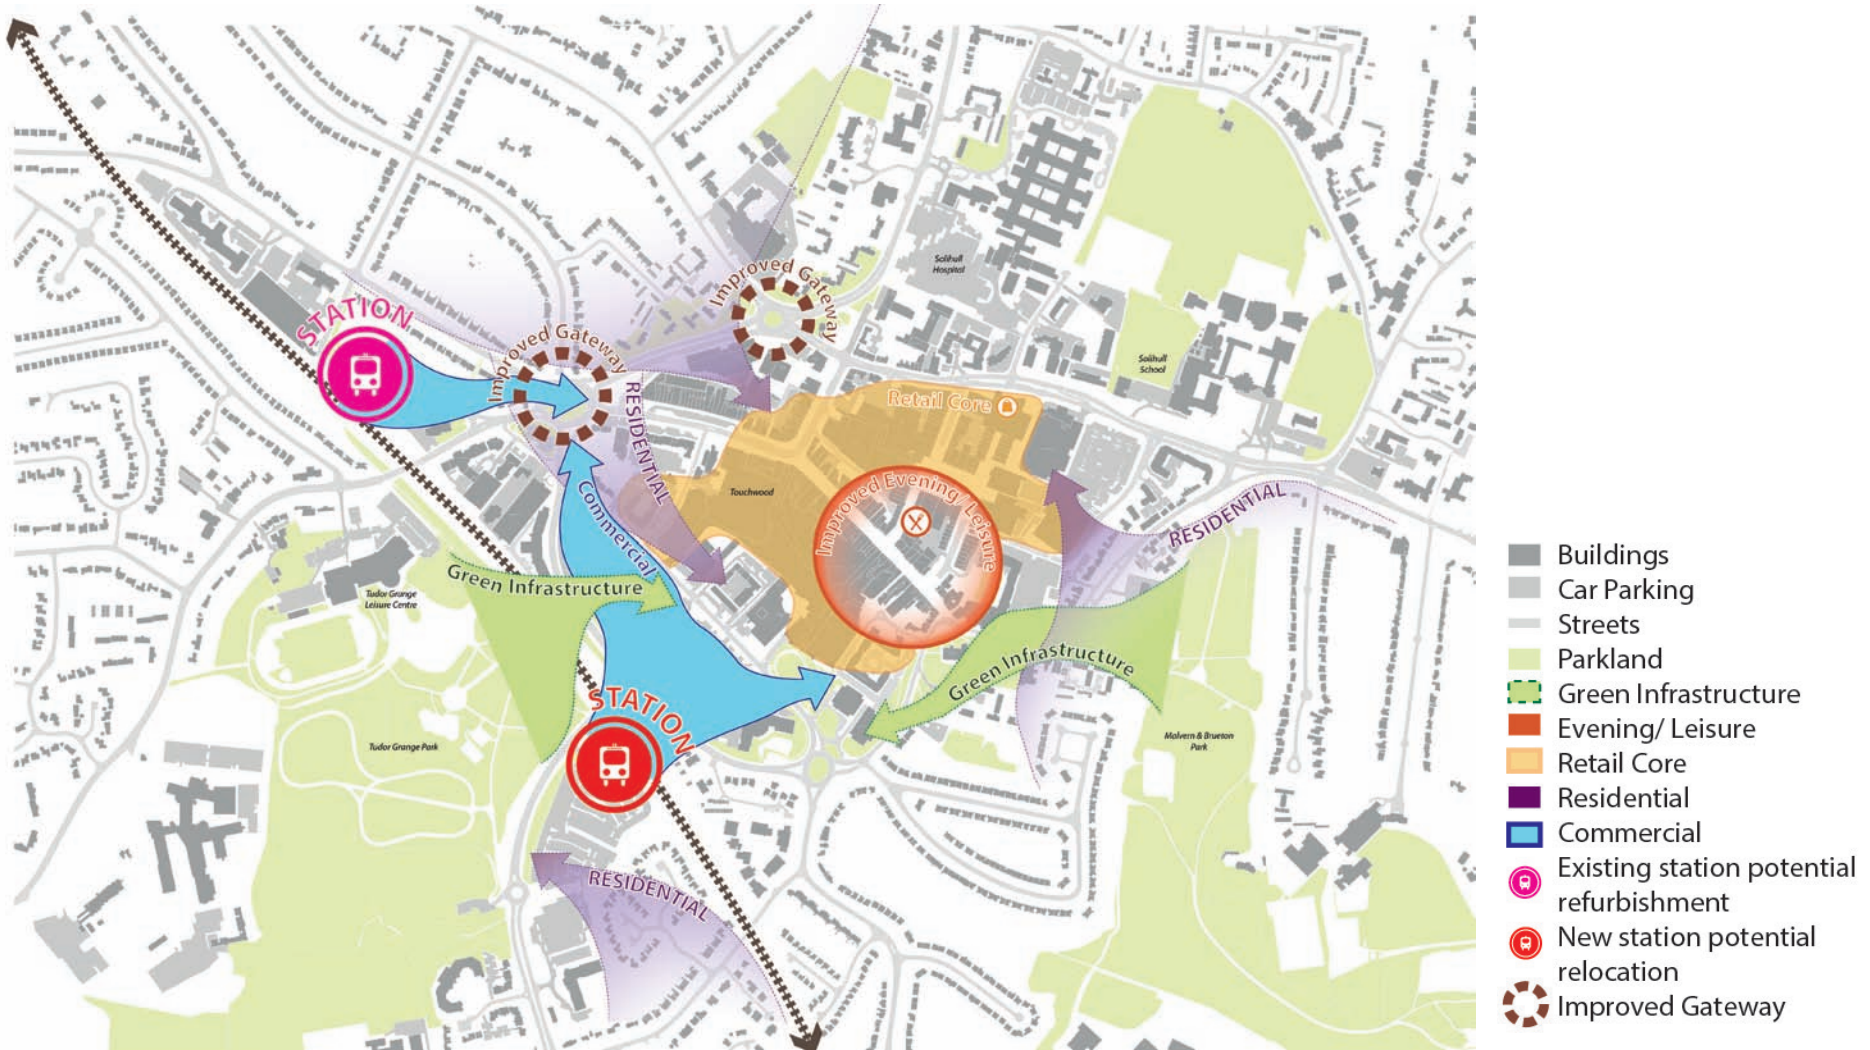 Improved Gateway
Solihull
Hospital
STATION
Improved Gateway
Solihull
School
RESIDENTIAL
Retail Core
Touchwood
Improved Evening/ Leisure
RESIDENTIAL
Commercial
Green Infrastructure
Tudor Grange
Leisure Centre
Green Infrastructure
STATION
Tudor Grange Park
Malvern & Brueton
Park
RESIDENTIAL
Buildings
Car Parking
Streets
Parkland
Green Infrastructure
Evening/ Leisure
Retail Core
Residential
Commercial
Existing station potential
refurbishment
New station potential
relocation
Improved Gateway